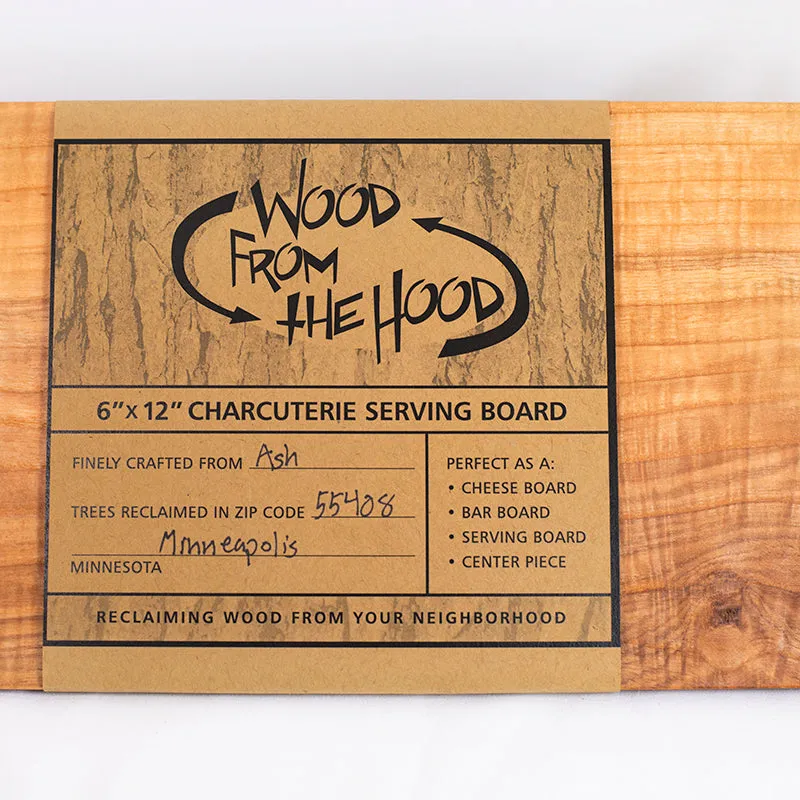 WOOD
FROM
THE HOOD
6" x 12" CHARCUTERIE SERVING BOARD
FINELY CRAFTED FROM Ash
TREES RECLAIMED IN ZIP CODE 55408
Minneapolis
MINNESOTA
PERFECT AS A:
• CHEESE BOARD
• BAR BOARD
• SERVING BOARD
• CENTER PIECE
RECLAIMING WOOD FROM YOUR NEIGHBORHOOD